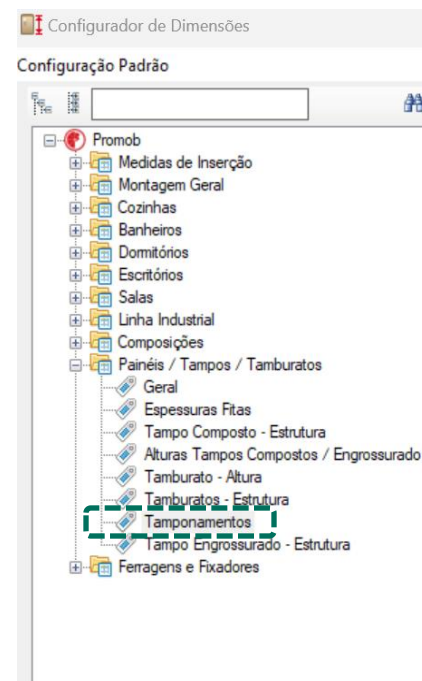 Configurador de Dimensões
Configuração Padrão
Promob
Medidas de Inserção
Montagem Geral
Cozinhas
Banheiros
Dormitórios
Escritórios
Salas
Linha Industrial
Composições
Painéis / Tampos / Tamburatos
Geral
Espessuras Fitas
Tampo Composto - Estrutura
Alturas Tampos Compostos / Engrossurado
Tamburato - Altura
Tamburatos - Estrutura
Tamponamentos
Tampo Engrossurado - Estrutura
Ferragens e Fixadores